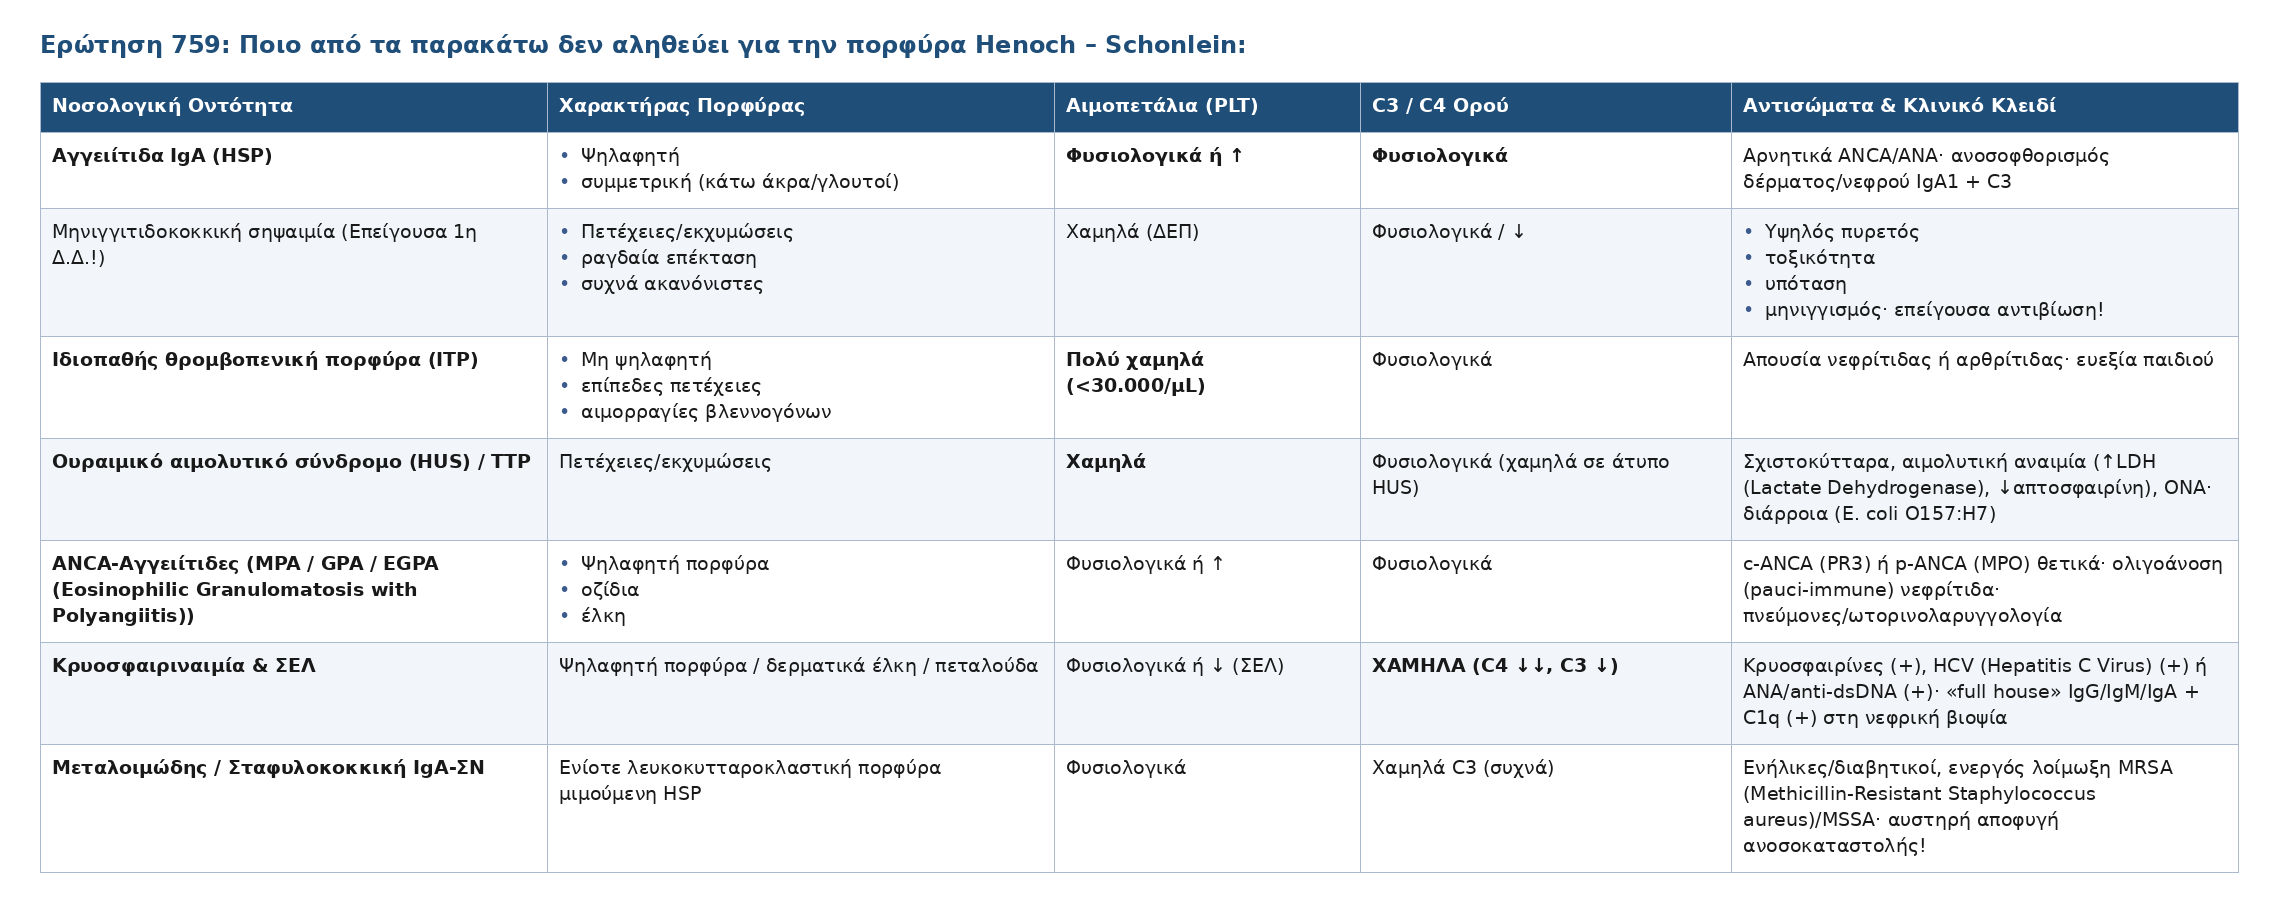 Ερώτηση 759: Ποιο από τα παρακάτω δεν αληθεύει για την πορφύρα Henoch – Schonlein:
Νοσολογική Οντότητα
Χαρακτήρας Πορφύρας
Αιμοπετάλια (PLT)
C3 / C4 Ορού
Αντισώματα & Κλινικό Κλειδί
Αγγειίτιδα IgA (HSP)
• Ψηλαφητή
• συμμετρική (κάτω άκρα/γλουτοί)
Φυσιολογικά ή ↑
Φυσιολογικά
Αρνητικά ANCA/ANA· ανοσοφθορισμός
δέρματος/νεφρού IgA1 + C3
Μηνιγγιτιδοκοκκική σηψαιμία (Επείγουσα 1η
Δ.Δ.!)
• Πετέχειες/εκχυμώσεις
• ραγδαία επέκταση
• συχνά ακανόνιστες
Χαμηλά (ΔΕΠ)
Φυσιολογικά / ↓
• Υψηλός πυρετός
• τοξικότητα
• υπόταση
• μηνιγγισμός· επείγουσα αντιβίωση!
Ιδιοπαθής θρομβοπενική πορφύρα (ITP)
• Μη ψηλαφητή
• επίπεδες πετέχειες
• αιμορραγίες βλεννογόνων
Πολύ χαμηλά
(<30.000/μL)
Φυσιολογικά
Απουσία νεφρίτιδας ή αρθρίτιδας· ευεξία παιδιού
Ουραιμικό αιμολυτικό σύνδρομο (HUS) / TTP
Πετέχειες/εκχυμώσεις
Χαμηλά
Φυσιολογικά (χαμηλά σε άτυπο
HUS)
Σχιστοκύτταρα, αιμολυτική αναιμία (↑LDH
(Lactate Dehydrogenase), ↓απτοσφαιρίνη), ΟΝΑ·
διάρροια (E. coli O157:H7)
ANCA-Αγγειίτιδες (MPA / GPA / EGPA
(Eosinophilic Granulomatosis with
Polyangiitis))
• Ψηλαφητή πορφύρα
• οζίδια
• έλκη
Φυσιολογικά ή ↑
Φυσιολογικά
c-ANCA (PR3) ή p-ANCA (MPO) θετικά· ολιγοάνοση
(pauci-immune) νεφρίτιδα·
πνεύμονες/ωτορινολαρυγγολογία
Κρυοσφαιριναιμία & ΣΕΛ
Ψηλαφητή πορφύρα / δερματικά έλκη / πεταλούδα
Φυσιολογικά ή ↓ (ΣΕΛ)
ΧΑΜΗΛΑ (C4 ↓↓, C3 ↓)
Κρυοσφαιρίνες (+), HCV (Hepatitis C Virus) (+) ή
ANA/anti-dsDNA (+)· «full house» IgG/IgM/IgA +
C1q (+) στη νεφρική βιοψία
Μεταλοιμώδης / Σταφυλοκοκκική IgA-ΣΝ
Ενίοτε λευκοκυτταροκλαστική πορφύρα
μιμούμενη HSP
Φυσιολογικά
Χαμηλά C3 (συχνά)
Ενήλικες/διαβητικοί, ενεργός λοίμωξη MRSA
(Methicillin-Resistant Staphylococcus
aureus)/MSSA· αυστηρή αποφυγή
ανοσοκαταστολής!